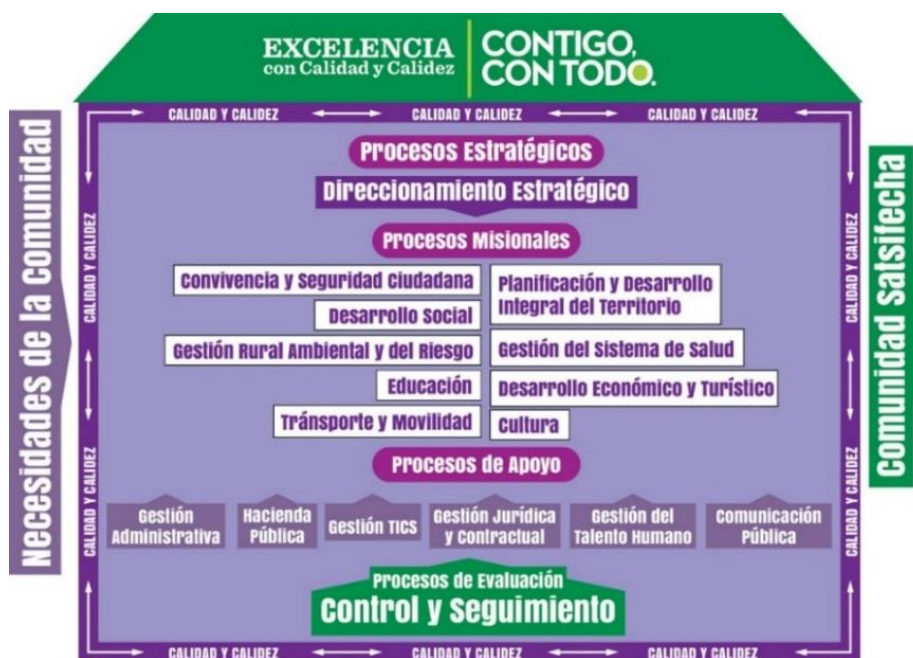 EXCELENCIA
con Calidad y Calidez
CONTIGO,
CON TODO.
CALIDAD Y CALIDEZ
CALIDAD Y CALIDEZ
CALIDAD Y CALIDEZ
Necesidades de la comunidad
CALIDAD Y CALIDEZ
CALIDAD Y CALIDEZ
Procesos Estratégicos
Direccionamiento Estratégico
Procesos Misionales
Convivencia y Seguridad Ciudadana
Desarrollo Social
Gestión Rural Ambiental y del Riesgo
Educación
Tránsporte y Movilidad
Planificación y Desarrollo
Integral del Territorio
Gestión del Sistema de Salud
Desarrollo Económico y Turístico
Cultura
Procesos de Apoyo
Gestión
Administrativa
Hacienda
Pública
Gestión TICS
Gestión Jurídica
y contractual
Gestión del
Talento Humano
Comunicación
Pública
Procesos de Evaluación
Control y Seguimiento
CALIDAD Y CALIDEZ
CALIDAD Y CALIDEZ
Comunidad Satsifecha
CALIDAD Y CALIDEZ
CALIDAD Y CALIDEZ
CALIDAD Y CALIDEZ